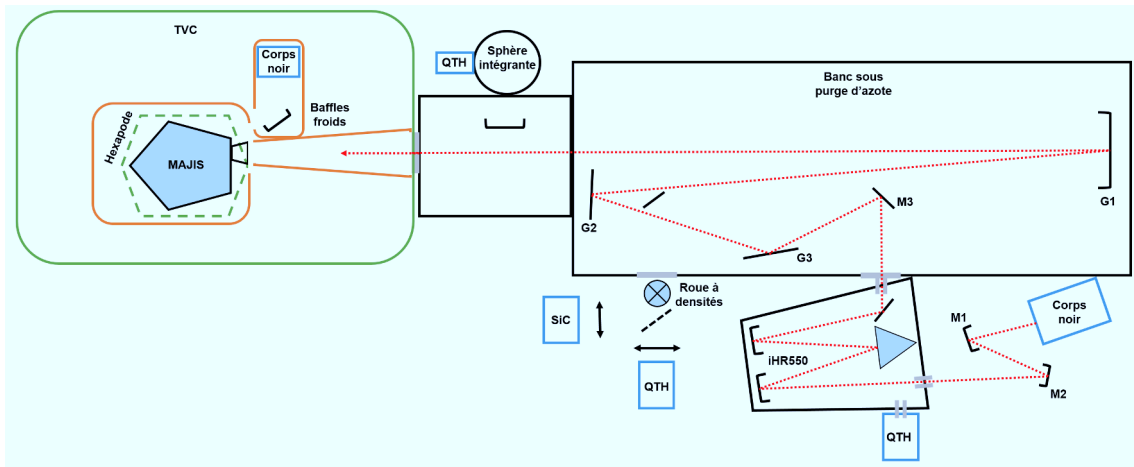 TVC
Corps
noir
QTH
Sphère
intégrante
Banc sous
purge d'azote
Baffles
froids
Hexapode
MAJIS
G1
G2
M3
G3
Roue à
densités
SiC
QTH
iHR550
M1
Corps
noir
M2
QTH